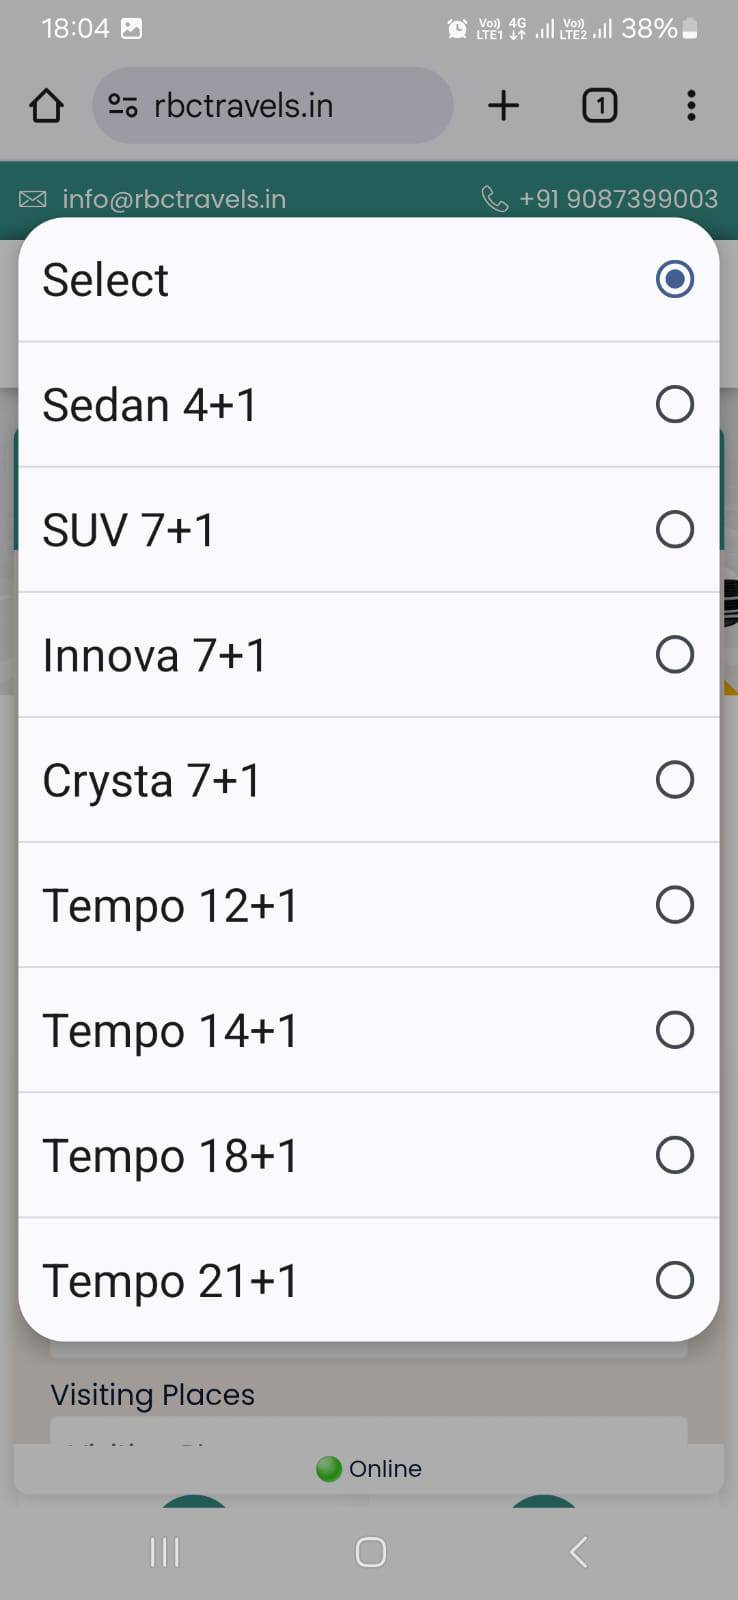 18:04
Vo)) 4G
LTE1
Vo))
LTE2
38%
rbctravels.in
1
info@rbctravels.in
+91 9087399003
Select
Sedan 4+1
SUV 7+1
Innova 7+1
Crysta 7+1
Tempo 12+1
Tempo 14+1
Tempo 18+1
Tempo 21+1
Visiting Places
Online